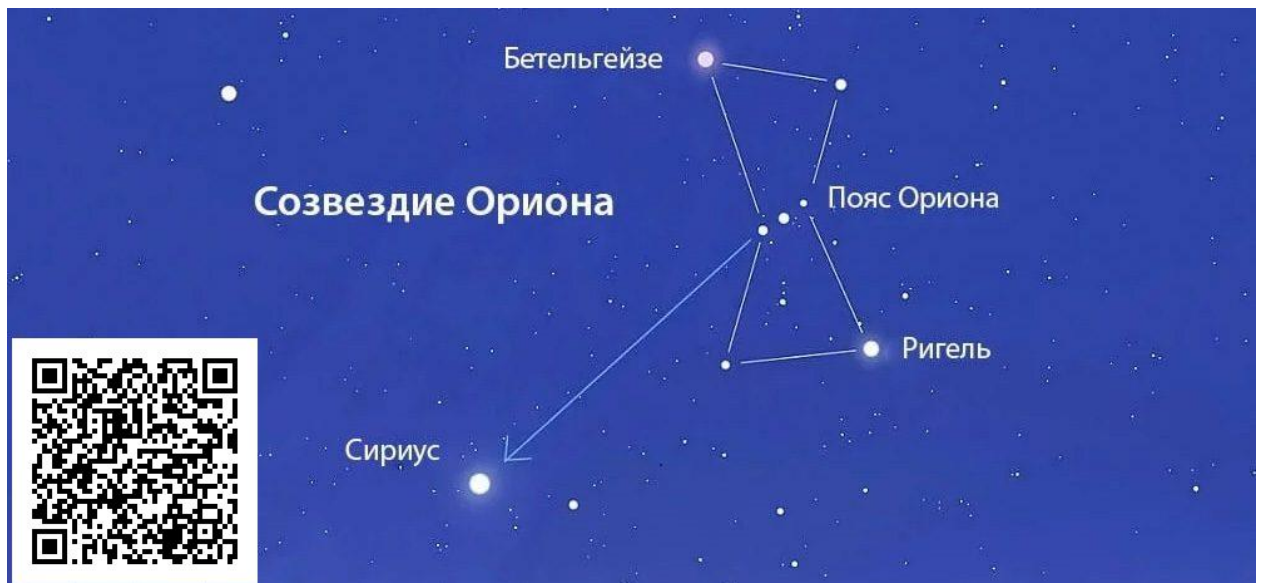 Бетельгейзе
Созвездие Ориона
Пояс Ориона
Ригель
Сириус